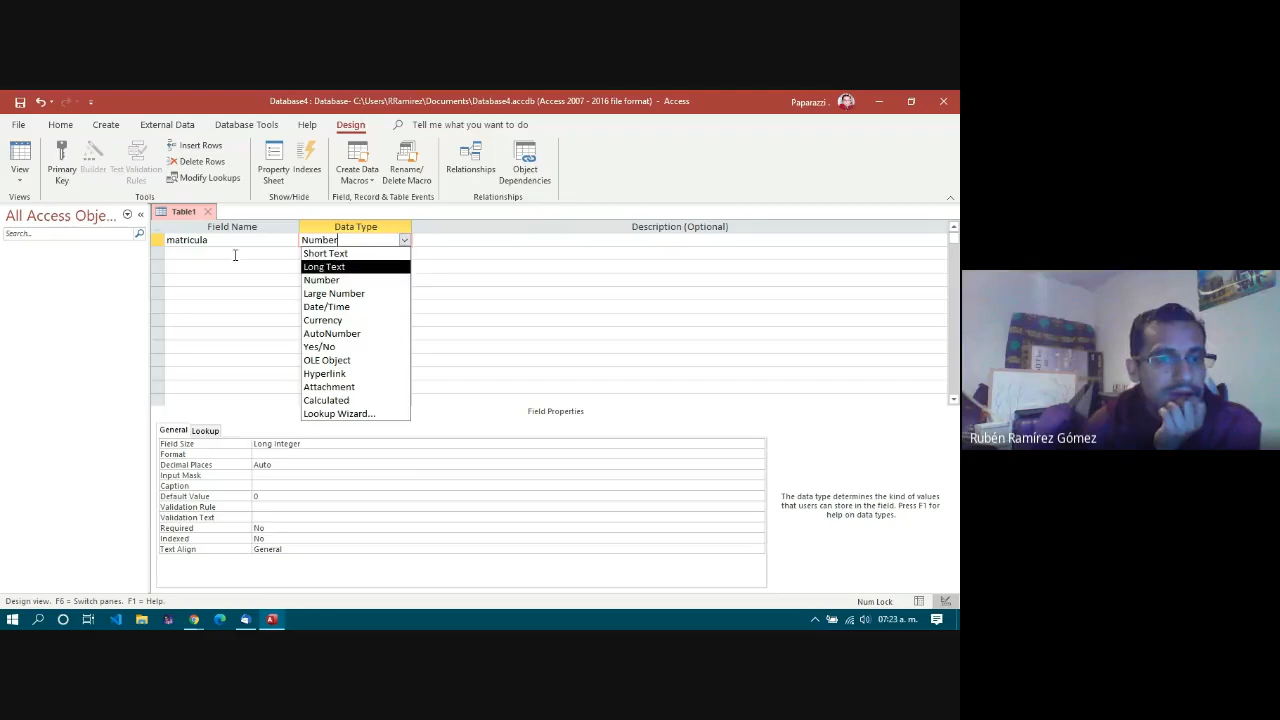 Database4 : Database- C:\Users\RRamirez\Documents\Database4.accdb (Access 2007 - 2016 file format) - Access
Paparazzi .
File Home Create External Data Database Tools Help Design Tell me what you want to do
View
Primary Key
Builder
Test Validation Rules
Insert Rows
Delete Rows
Modify Lookups
Property Sheet
Indexes
Create Data Macros
Rename/ Delete Macro
Relationships
Object Dependencies
Views Tools Show/Hide Field, Record & Table Events Relationships
All Access Obje...
Search...
Table1
Field Name Data Type Description (Optional)
matricula Number
Short Text
Long Text
Number
Large Number
Date/Time
Currency
AutoNumber
Yes/No
OLE Object
Hyperlink
Attachment
Calculated
Lookup Wizard...
Field Properties
General Lookup
Field Size Long Integer
Format
Decimal Places Auto
Input Mask
Caption
Default Value 0
Validation Rule
Validation Text
Required No
Indexed No
Text Align General
The data type determines the kind of values
that users can store in the field. Press F1 for
help on data types.
Design view. F6 = Switch panes. F1 = Help.
Num Lock
07:23 a. m.
Rubén Ramírez Gómez